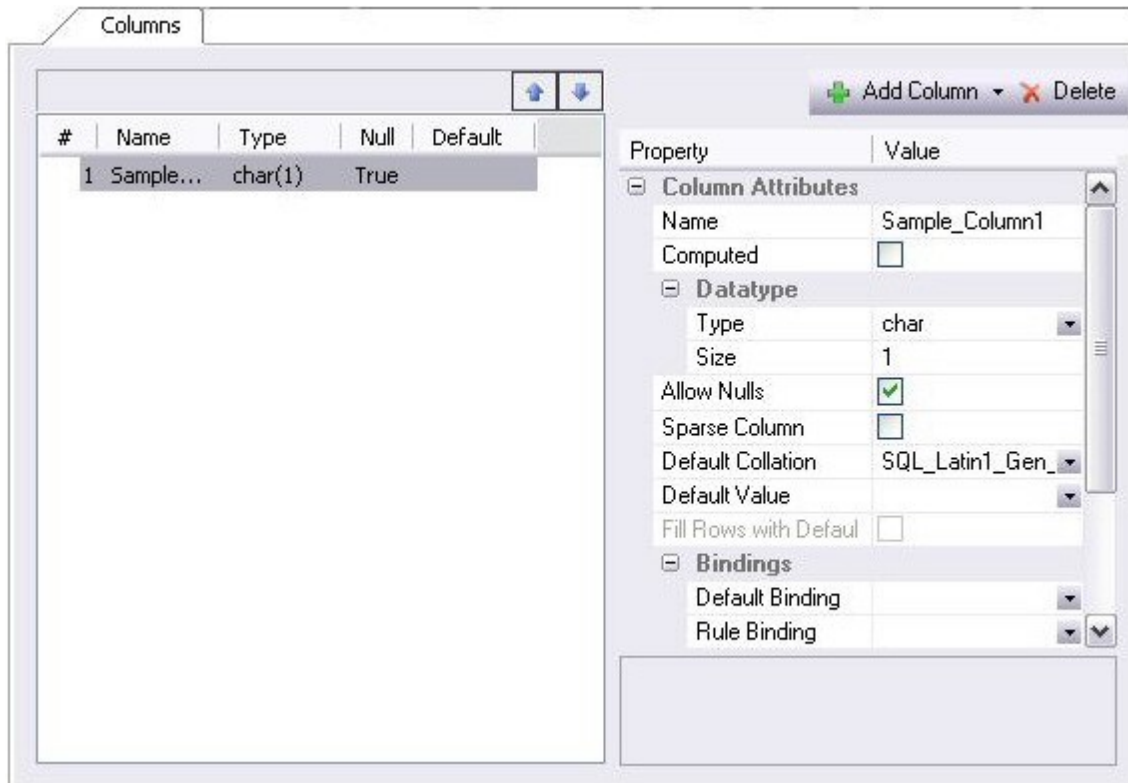 Columns
Add Column Delete
# Name Type Null Default
1 Sample... char(1) True
Property Value
Column Attributes
Name Sample_Column1
Computed
Datatype
Type char
Size 1
Allow Nulls
Sparse Column
Default Collation SQL_Latin1_Gen_
Default Value
Fill Rows with Defaul
Bindings
Default Binding
Rule Binding